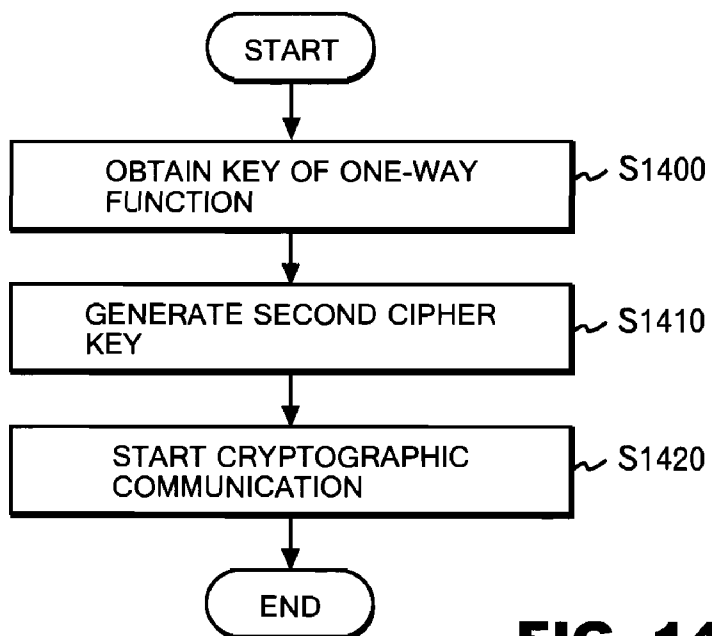 START
OBTAIN KEY OF ONE-WAY
FUNCTION
S1400
GENERATE SECOND CIPHER
KEY
S1410
START CRYPTOGRAPHIC
COMMUNICATION
S1420
END